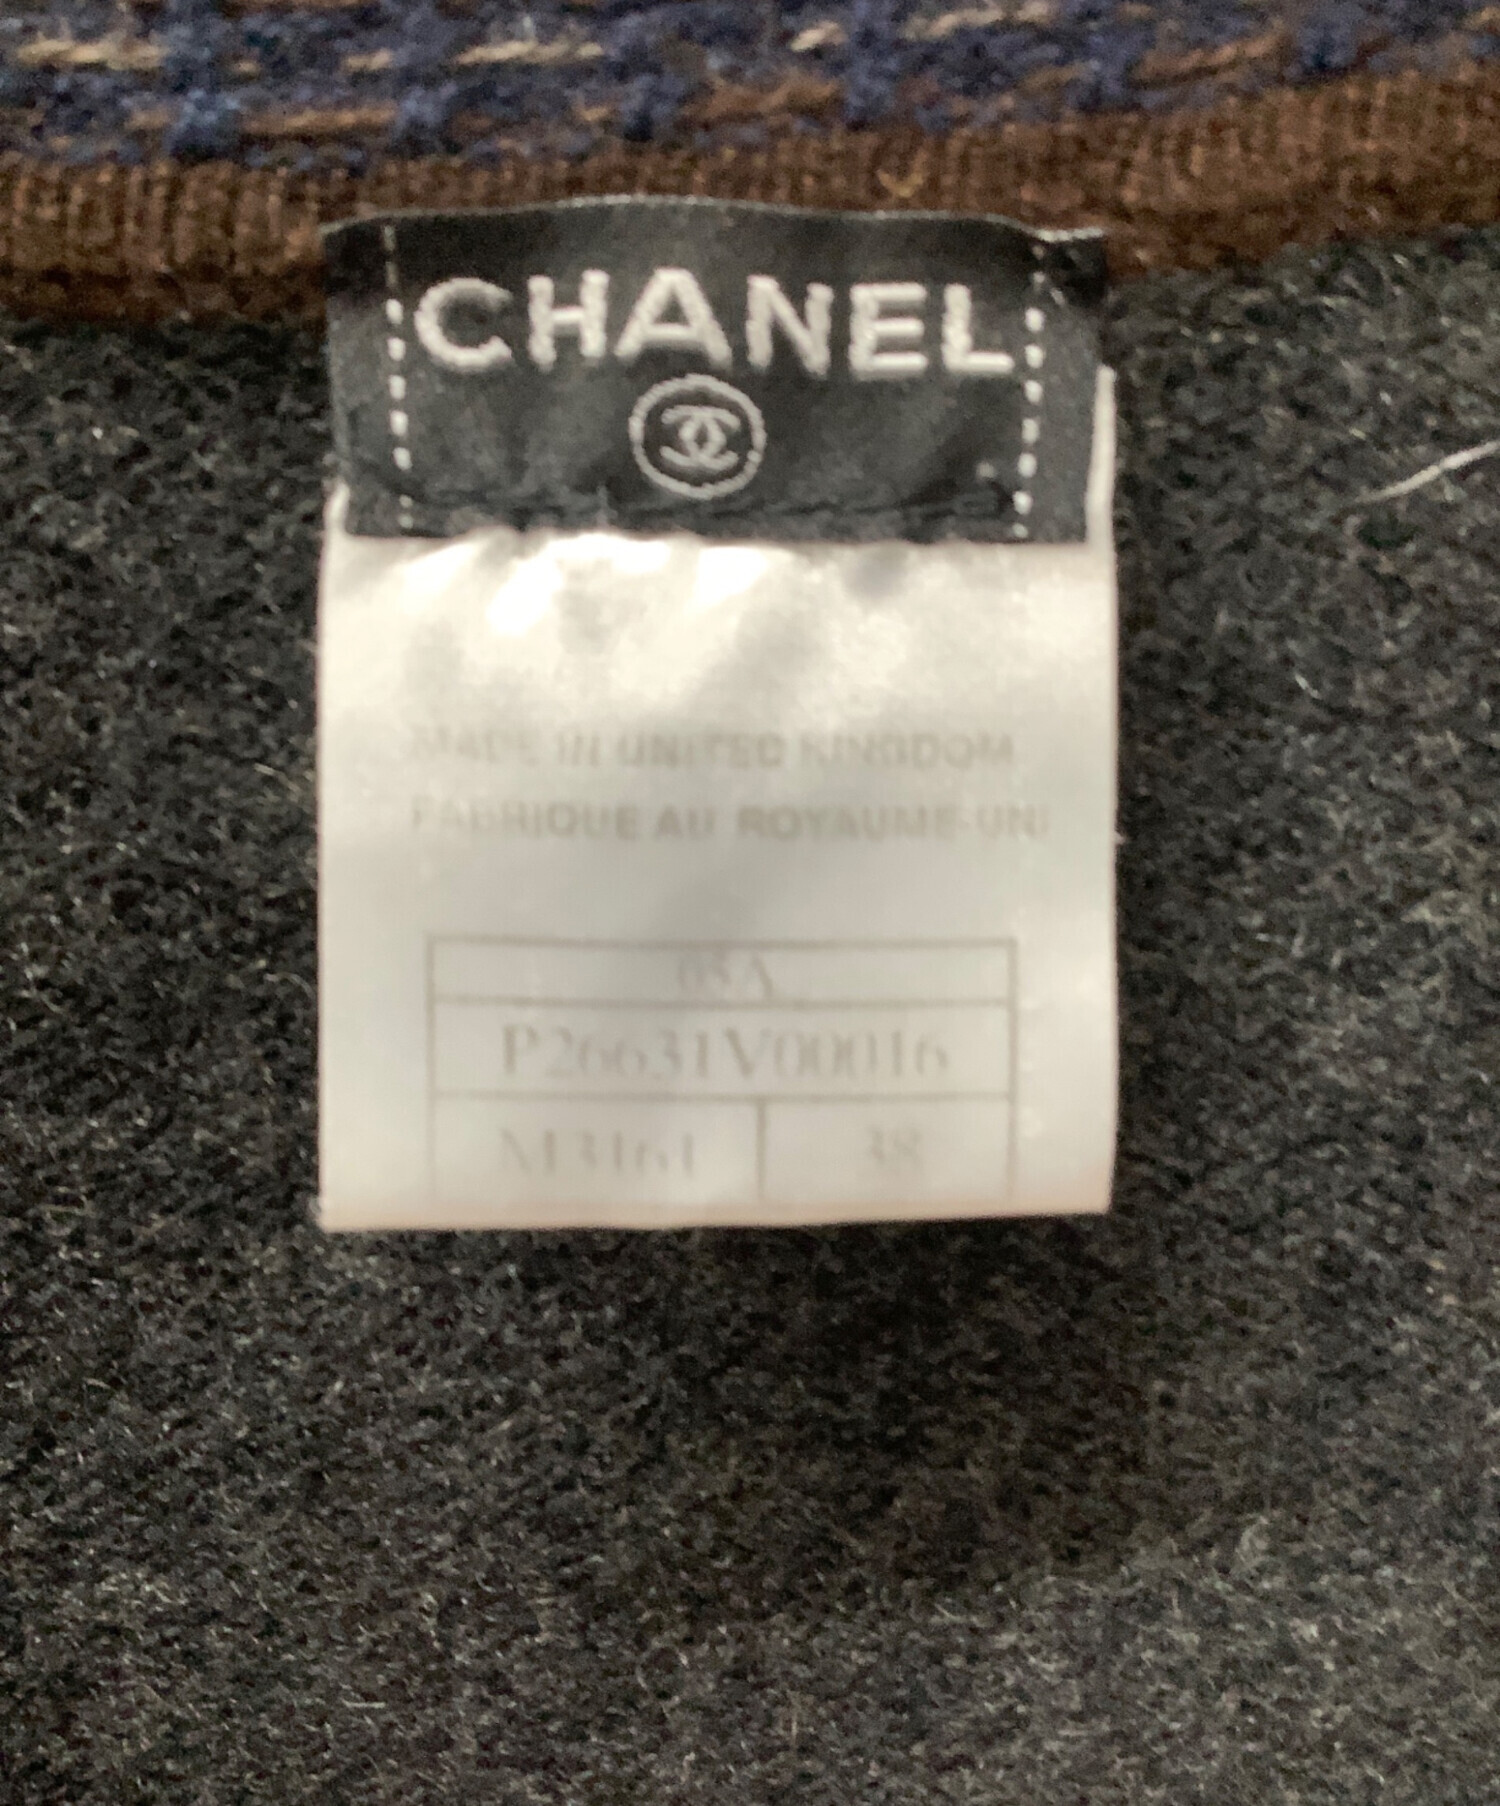 CHANEL
MADE IN UNITED KINGDOM
FABRIQUE AU ROYAUME-UNI
05A
P26631V00016
M3161 38